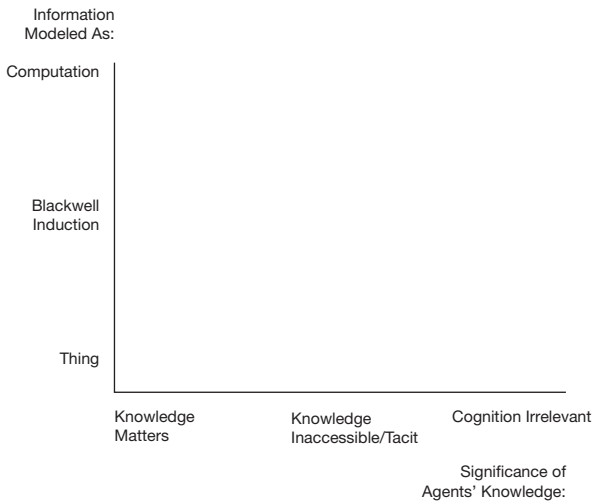 Information
Modeled As:
Computation
Blackwell
Induction
Thing
Knowledge
Matters
Knowledge
Inaccessible/Tacit
Cognition Irrelevant
Significance of
Agents’ Knowledge: